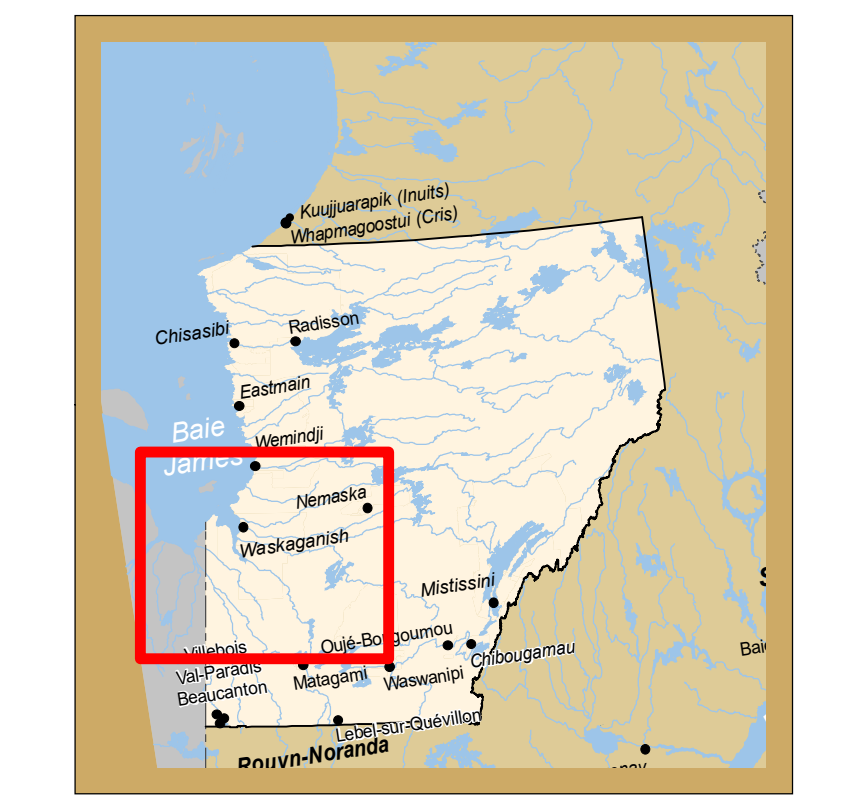 Kuujjuarapik (Inuits)
Whapmagoostui (Cris)
Chisasibi
Radisson
Eastmain
Baie
James
Wemindji
Nemaska
Waskaganish
Mistissini
Oujé-Bougoumou
Chibougamau
Villebois
Val-Paradis
Beaucanton
Matagami
Waswanipi
Lebel-sur-Quévillon
Rouyn-Noranda
Baie